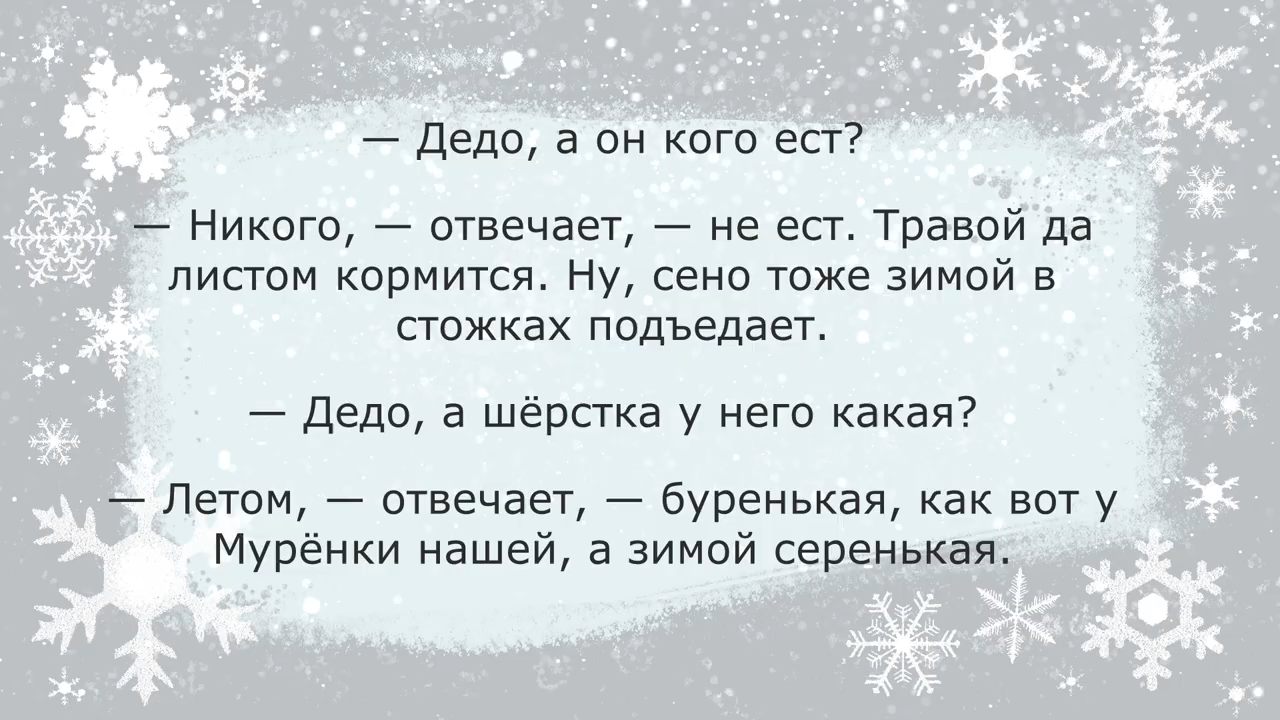 — Дедо, а он кого ест?
— Никого, — отвечает, — не ест. Травой да
листом кормится. Ну, сено тоже зимой в
стожках подъедает.
— Дедо, а шёрстка у него какая?
— Летом, — отвечает, — буренькая, как вот у
Мурёнки нашей, а зимой серенькая.